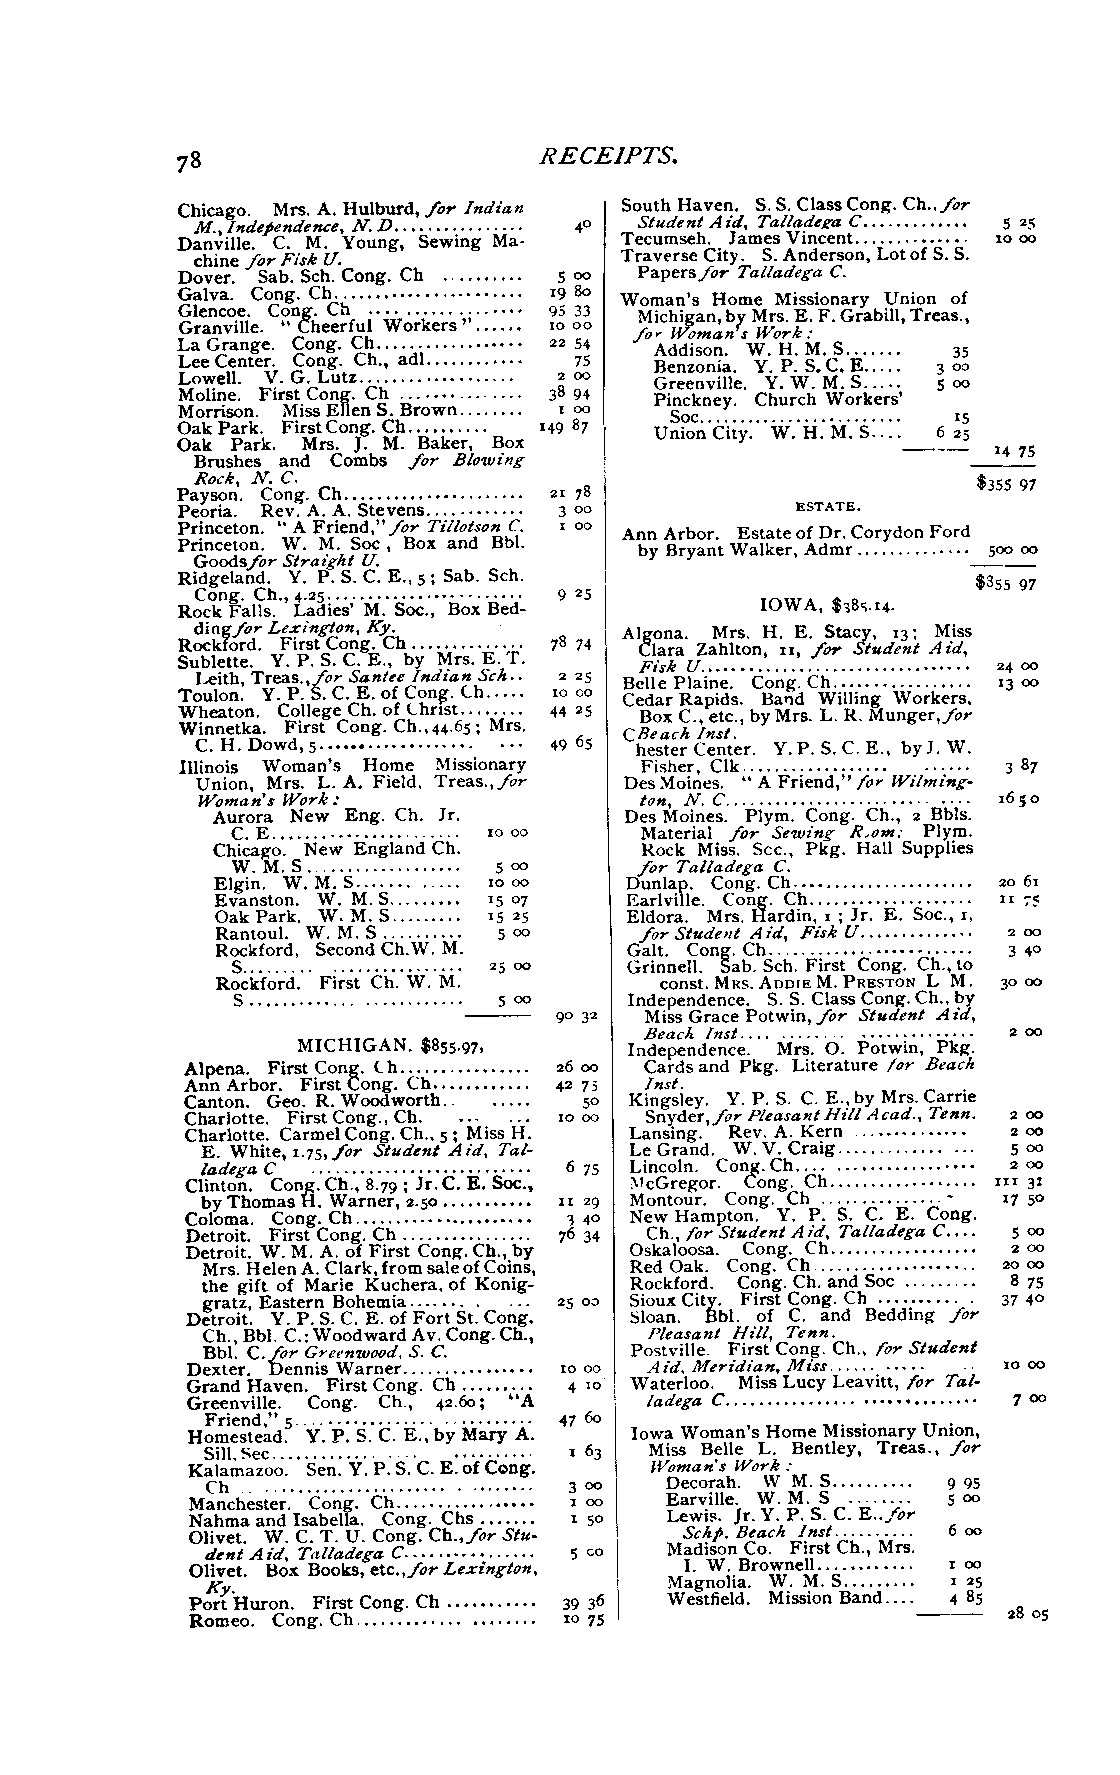 78
RECEIPTS.
Chicago. Mrs. A. Hulburd, for Indian
M., Independence, N. D................ 40
Danville. C. M. Young, Sewing Ma-
chine for Fisk U.
Dover. Sab. Sch. Cong. Ch .......... 5 00
Galva. Cong. Ch....................... 19 80
Glencoe. Cong. Ch ................... 95 33
Granville. "Cheerful Workers"...... 10 00
La Grange. Cong. Ch.................. 22 54
Lee Center. Cong. Ch., adl............ 75
Lowell. V. G. Lutz................... 2 00
Moline. First Cong. Ch ............... 38 94
Morrison. Miss Ellen S. Brown........ 1 00
Oak Park. First Cong. Ch.......... 149 87
Oak Park. Mrs. J. M. Baker, Box
Brushes and Combs for Blowing
Rock, N. C.
Payson. Cong. Ch...................... 21 78
Peoria. Rev. A. A. Stevens............ 3 00
Princeton. "A Friend," for Tillotson C. 1 00
Princeton. W. M. Soc , Box and Bbl.
Goods for Straight U.
Ridgeland. Y. P. S. C. E., 5; Sab. Sch.
Cong. Ch., 4.25........................ 9 25
Rock Falls. Ladies' M. Soc., Box Bed-
ding for Lexington, Ky.
Rockford. First Cong. Ch .............. 78 74
Sublette. Y. P. S. C. E., by Mrs. E. T.
Leith, Treas., for Santee Indian Sch.. 2 25
Toulon. Y. P. S. C. E. of Cong. Ch..... 10 00
Wheaton. College Ch. of Christ........ 44 25
Winnetka. First Cong. Ch., 44.65; Mrs.
C. H. Dowd, 5................... ... 49 65
Illinois Woman's Home Missionary
Union, Mrs. L. A. Field, Treas., for
Woman's Work:
Aurora New Eng. Ch. Jr.
C. E....................... 10 00
Chicago. New England Ch.
W. M. S................... 5 00
Elgin. W. M. S............. 10 00
Evanston. W. M. S......... 15 07
Oak Park. W. M. S......... 15 25
Rantoul. W. M. S .......... 5 00
Rockford, Second Ch. W. M.
S......... ................ 25 00
Rockford. First Ch. W. M.
S............. .............. 5 00
90 32
MICHIGAN, $855.97,
Alpena. First Cong. Ch................ 26 00
Ann Arbor. First Cong. Ch............ 42 75
Canton. Geo. R. Woodworth.. ..... 50
Charlotte. First Cong., Ch. ... ... 10 00
Charlotte. Carmel Cong. Ch., 5; Miss H.
E. White, 1.75, for Student Aid, Tal-
ladega C ........................... 6 75
Clinton. Cong. Ch., 8.79; Jr. C. E. Soc.,
by Thomas H. Warner, 2.50 ........... 11 29
Coloma. Cong. Ch...................... 3 40
Detroit. First Cong. Ch ................ 76 34
Detroit. W. M. A. of First Cong. Ch., by
Mrs. Helen A. Clark, from sale of Coins,
the gift of Marie Kuchera, of Konig-
gratz, Eastern Bohemia....... . ... 25 00
Detroit. Y. P. S. C. E. of Fort St. Cong.
Ch., Bbl. C.: Woodward Av. Cong. Ch.,
Bbl. C. for Greenwood, S. C.
Dexter. Dennis Warner................ 10 00
Grand Haven. First Cong. Ch ......... 4 10
Greenville. Cong. Ch., 42.60; "A
Friend," 5............................. 47 60
Homestead. Y. P. S. C. E., by Mary A.
Sill, Sec................................ 1 63
Kalamazoo. Sen. Y. P. S. C. E. of Cong.
Ch .. ........................ . ........ 3 00
Manchester. Cong. Ch................. 1 00
Nahma and Isabella. Cong. Chs ....... 1 50
Olivet. W. C. T. U. Cong. Ch., for Stu-
dent Aid, Talladega C................ 5 00
Olivet. Box Books, etc., for Lexington,
Ky.
Port Huron. First Cong. Ch ........... 39 36
Romeo. Cong. Ch............. ........ 10 75
South Haven. S. S. Class Cong. Ch., for
Student Aid, Talladega C............. 5 25
Tecumseh. James Vincent.............. 10 00
Traverse City. S. Anderson, Lot of S. S.
Papers for Talladega C.
Woman's Home Missionary Union of
Michigan, by Mrs. E. F. Grabill, Treas.,
for Woman's Work:
Addison. W. H. M. S....... 35
Benzonia. Y. P. S. C. E..... 3 00
Greenville. Y. W. M. S..... 5 00
Pinckney. Church Workers'
Soc......................... 15
Union City. W. H. M. S.... 6 25
14 75
$355 97
ESTATE.
Ann Arbor. Estate of Dr. Corydon Ford
by Bryant Walker, Admr.............. 500 00
$355 97
IOWA, $385.14.
Algona. Mrs. H. E. Stacy, 13; Miss
Clara Zahlton, 11, for Student Aid,
Fisk U................................. 24 00
Belle Plaine. Cong. Ch................. 13 00
Cedar Rapids. Band Willing Workers,
Box C., etc., by Mrs. L. R. Munger, for
CBeach Inst.
hester Center. Y. P. S. C. E., by J. W.
Fisher, Clk.................. ...... 3 87
Des Moines. "A Friend," for Wilming-
ton, N. C.............................. 16 50
Des Moines. Plym. Cong. Ch., 2 Bbls.
Material for Sewing R.om: Plym.
Rock Miss. Scc., Pkg. Hall Supplies
for Talladega C.
Dunlap. Cong. Ch...................... 20 61
Earlville. Cong. Ch.................... 11 75
Eldora. Mrs. Hardin, 1; Jr. E. Soc., 1,
for Student Aid, Fisk U.............. 2 00
Galt. Cong. Ch......................... 3 40
Grinnell. Sab. Sch. First Cong. Ch., to
const. MRS. ADDIE M. PRESTON L M. 30 00
Independence. S. S. Class Cong. Ch., by
Miss Grace Potwin, for Student Aid,
Beach Inst.... ........ .............. 2 00
Independence. Mrs. O. Potwin, Pkg.
Cards and Pkg. Literature for Beach
Inst.
Kingsley. Y. P. S. C. E., by Mrs. Carrie
Snyder, for Pleasant Hill Acad., Tenn. 2 00
Lansing. Rev. A. Kern .............. 2 00
Le Grand. W. V. Craig............. ... 5 00
Lincoln. Cong. Ch.... ................. 2 00
McGregor. Cong. Ch.................. 111 31
Montour. Cong. Ch ............... 17 50
New Hampton. Y. P. S. C. E. Cong.
Ch., for Student Aid, Talladega C.... 5 00
Oskaloosa. Cong. Ch.................. 2 00
Red Oak. Cong. Ch................... 20 00
Rockford. Cong. Ch. and Soc ......... 8 75
Sioux City. First Cong. Ch .......... . 37 40
Sloan. Bbl. of C. and Bedding for
Pleasant Hill, Tenn.
Postville. First Cong. Ch., for Student
Aid, Meridian, Miss...... ..... .. 10 00
Waterloo. Miss Lucy Leavitt, for Tal-
ladega C............... .............. 7 00
Iowa Woman's Home Missionary Union,
Miss Belle L. Bentley, Treas., for
Woman's Work:
Decorah. W M. S.......... 9 95
Earville. W. M. S ........ 5 00
Lewis. Jr. Y. P. S. C. E.. for
Schp. Beach Inst.......... 6 00
Madison Co. First Ch., Mrs.
I. W. Brownell............ 1 00
Magnolia. W. M. S......... 1 25
Westfield. Mission Band.... 4 85
28 05